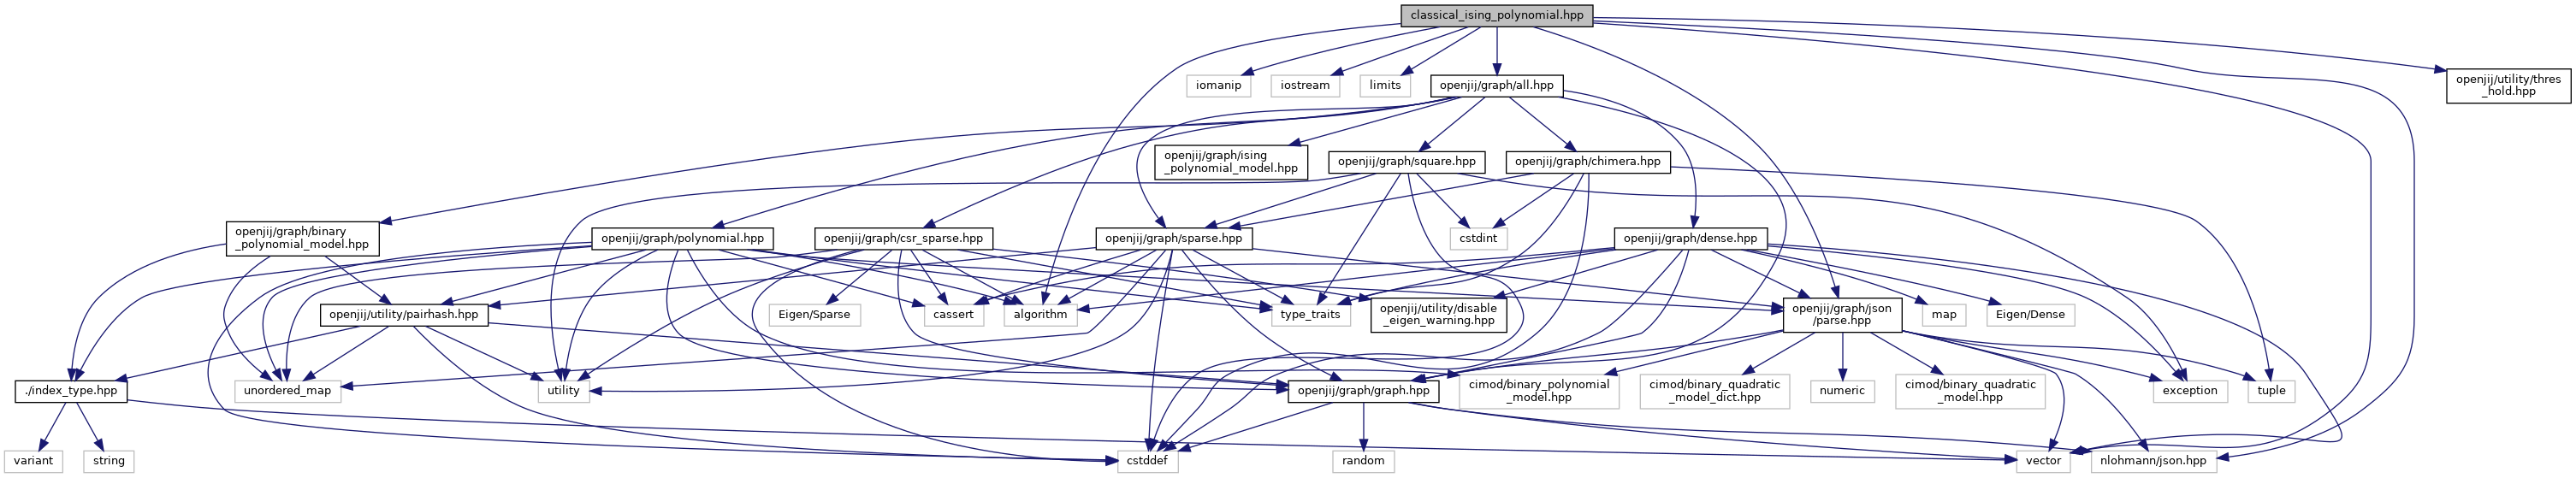 classical_ising_polynomial.hpp
iomanip
iostream
limits
openjij/graph/all.hpp
openjij/utility/thres
_hold.hpp
openjij/graph/ising
_polynomial_model.hpp
openjij/graph/square.hpp
openjij/graph/chimera.hpp
openjij/graph/binary
_polynomial_model.hpp
openjij/graph/polynomial.hpp
openjij/graph/csr_sparse.hpp
openjij/graph/sparse.hpp
cstdint
openjij/graph/dense.hpp
openjij/utility/pairhash.hpp
Eigen/Sparse
cassert
algorithm
type_traits
openjij/utility/disable
_eigen_warning.hpp
openjij/graph/json
/parse.hpp
map
Eigen/Dense
./index_type.hpp
unordered_map
utility
openjij/graph/graph.hpp
cimod/binary_polynomial
_model.hpp
cimod/binary_quadratic
_model_dict.hpp
numeric
cimod/binary_quadratic
_model.hpp
exception
tuple
variant
string
cstddef
random
vector
nlohmann/json.hpp